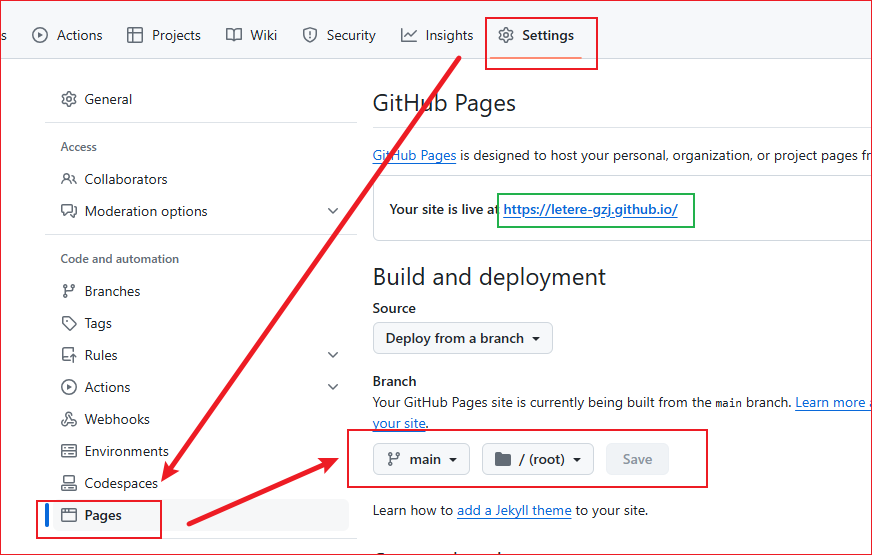 s Actions Projects Wiki Security Insights Settings
General
Access
Collaborators
Moderation options
Code and automation
Branches
Tags
Rules
Actions
Webhooks
Environments
Codespaces
Pages
GitHub Pages
GitHub Pages is designed to host your personal, organization, or project pages
Your site is live at https://letere-gzj.github.io/
Build and deployment
Source
Deploy from a branch
Branch
Your GitHub Pages site is currently being built from the main branch. Learn more
your site.
main / (root) Save
Learn how to add a Jekyll theme to your site.